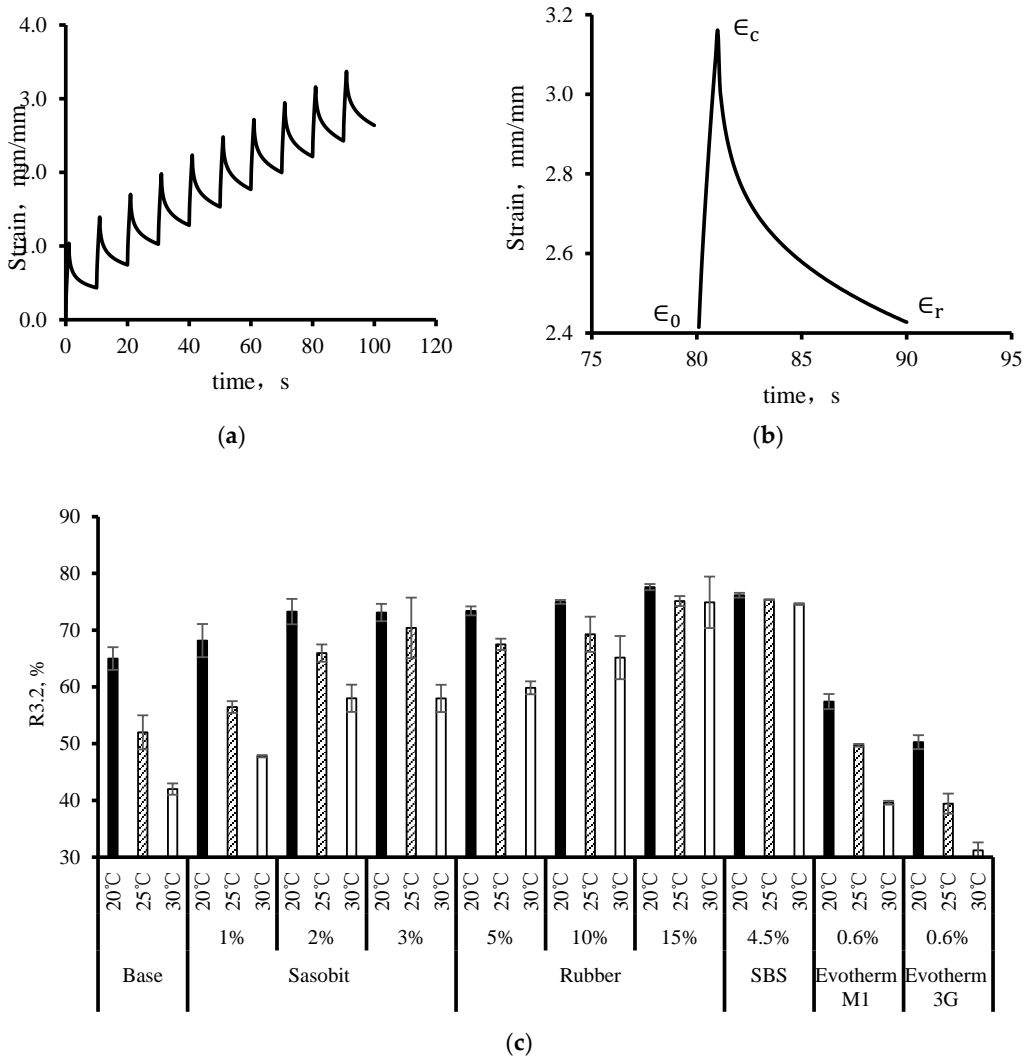 4.0
3.0
2.0
1.0
0.0
Strain, mm/mm
0 20 40 60 80 100 120
time, s
(a)
3.2
3.0
2.8
2.6
2.4
Strain, mm/mm
∈c
∈0
∈r
75 80 85 90 95
time, s
(b)
90
80
70
60
50
40
30
R3.2, %
20℃ 25℃ 30℃ 20℃ 25℃ 30℃ 20℃ 25℃ 30℃ 20℃ 25℃ 30℃ 20℃ 25℃ 30℃ 20℃ 25℃ 30℃ 20℃ 25℃ 30℃ 20℃ 25℃ 30℃ 20℃ 25℃ 30℃ 20℃ 25℃ 30℃
1% 2% 3% 5% 10% 15% 4.5% 0.6% 0.6%
Base Sasobit Rubber SBS Evotherm Evotherm
M1 3G
(c)